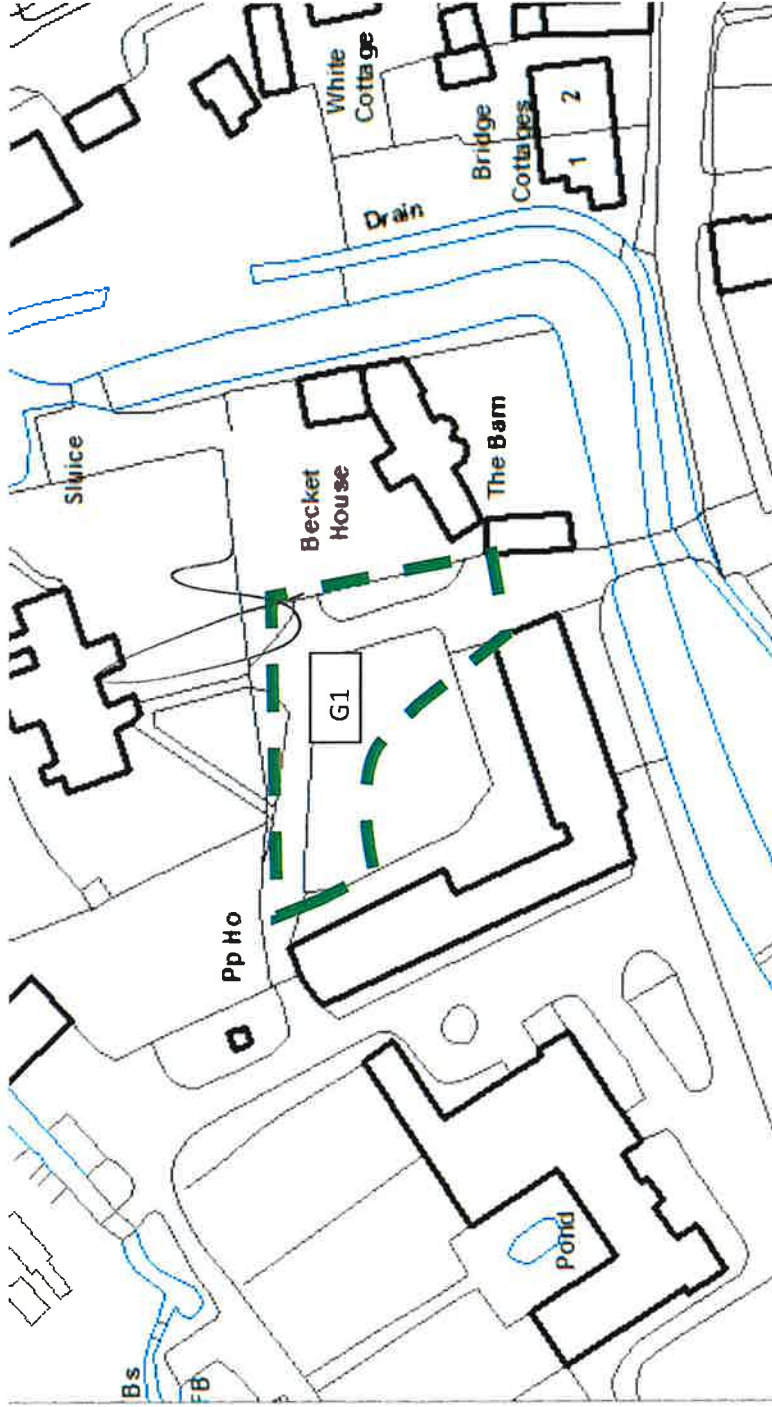 White
Cottage
Bridge
Cottages
1
2
Drain
Sluice
Becket
House
The Barn
G1
Pp Ho
Pond
Bs
FB